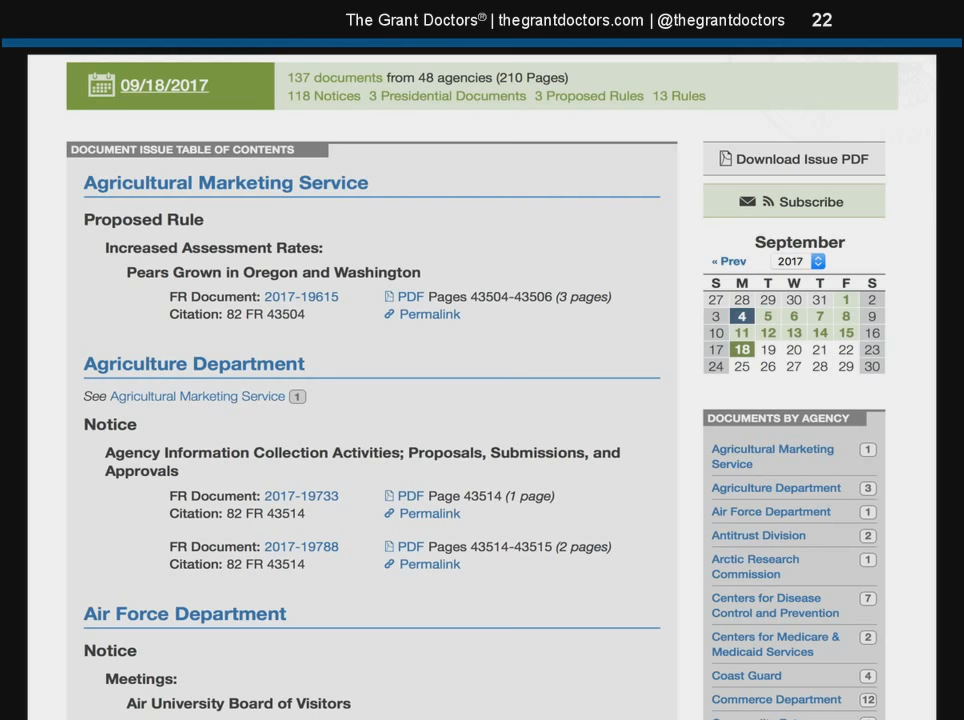 The Grant Doctors® | thegrantdoctors.com | @thegrantdoctors 22
09/18/2017
137 documents from 48 agencies (210 Pages)
118 Notices 3 Presidential Documents 3 Proposed Rules 13 Rules
DOCUMENT ISSUE TABLE OF CONTENTS
Agricultural Marketing Service
Proposed Rule
Increased Assessment Rates:
Pears Grown in Oregon and Washington
FR Document: 2017-19615 PDF Pages 43504-43506 (3 pages)
Citation: 82 FR 43504 Permalink
Agriculture Department
See Agricultural Marketing Service 1
Notice
Agency Information Collection Activities; Proposals, Submissions, and
Approvals
FR Document: 2017-19733 PDF Page 43514 (1 page)
Citation: 82 FR 43514 Permalink
FR Document: 2017-19788 PDF Pages 43514-43515 (2 pages)
Citation: 82 FR 43514 Permalink
Air Force Department
Notice
Meetings:
Air University Board of Visitors
Download Issue PDF
Subscribe
September
« Prev 2017
S M T W T F S
27 28 29 30 31 1 2
3 4 5 6 7 8 9
10 11 12 13 14 15 16
17 18 19 20 21 22 23
24 25 26 27 28 29 30
DOCUMENTS BY AGENCY
Agricultural Marketing 1
Service
Agriculture Department 3
Air Force Department 1
Antitrust Division 2
Arctic Research 1
Commission
Centers for Disease 7
Control and Prevention
Centers for Medicare & 2
Medicaid Services
Coast Guard 4
Commerce Department 12